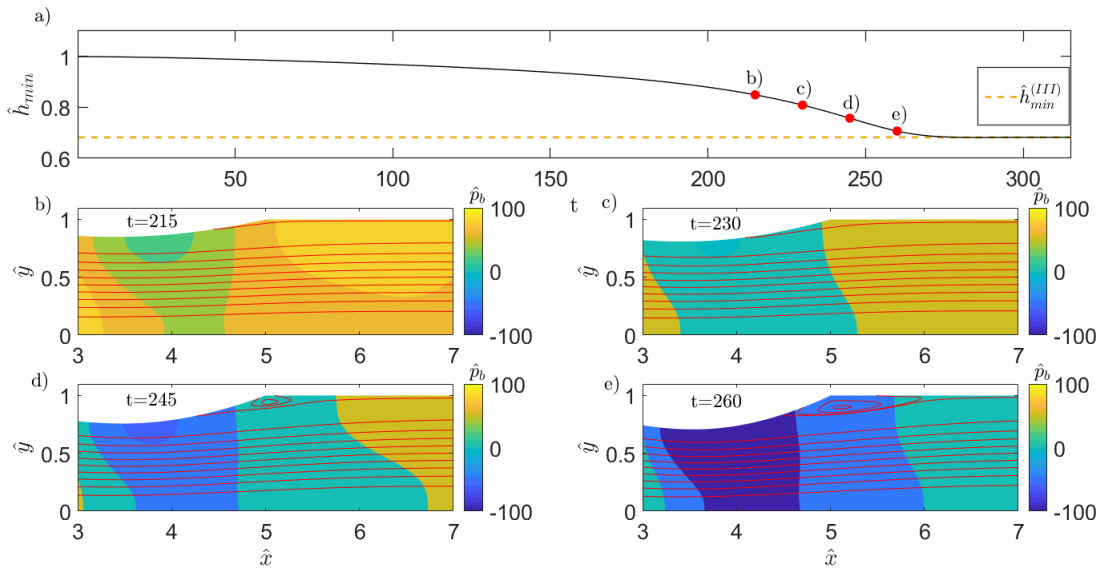 a)
1
0.8
0.6
ĥ_min
b)
c)
d)
e)
ĥ_min^(III)
50
100
150
200
250
300
t
b)
t=215
p̂_b
100
0
-100
1
0.5
0
ŷ
3
4
5
6
7
c)
t=230
p̂_b
100
0
-100
1
0.5
0
ŷ
3
4
5
6
7
d)
t=245
p̂_b
100
0
-100
1
0.5
0
ŷ
3
4
5
6
7
x̂
e)
t=260
p̂_b
100
0
-100
1
0.5
0
ŷ
3
4
5
6
7
x̂